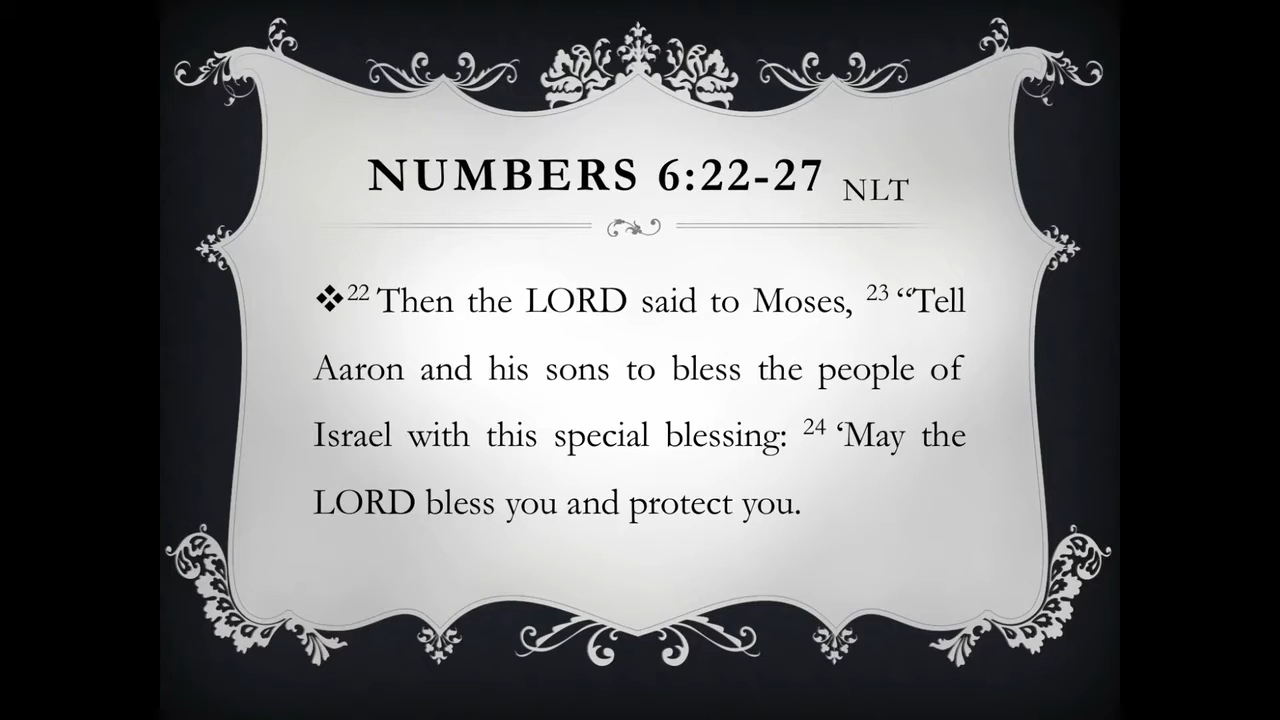 NUMBERS 6:22-27 NLT
❖22 Then the LORD said to Moses, 23 “Tell
Aaron and his sons to bless the people of
Israel with this special blessing: 24 ‘May the
LORD bless you and protect you.